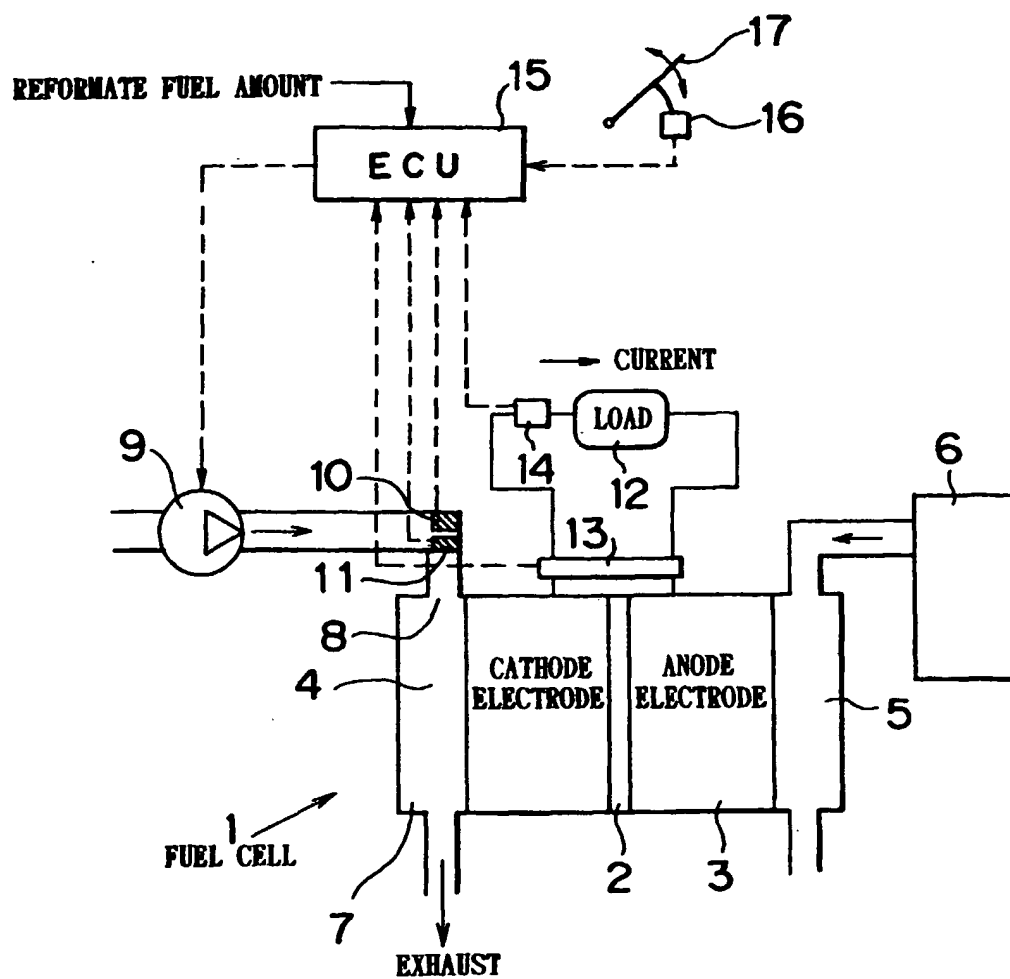 17
REFORMATE FUEL AMOUNT
15
16
ECU
CURRENT
9
LOAD
6
10
14
12
13
11
8
4
CATHODE
ELECTRODE
ANODE
ELECTRODE
5
1
FUEL CELL
2
3
7
EXHAUST